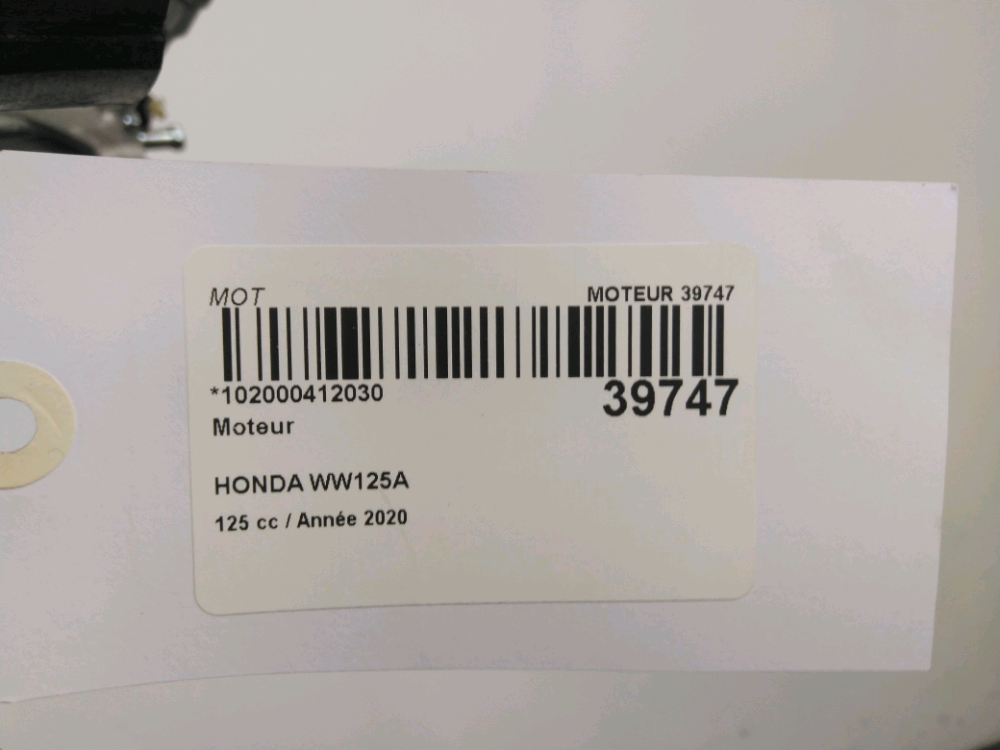 MOT MOTEUR 39747
*102000412030 39747
Moteur
HONDA WW125A
125 cc / Année 2020